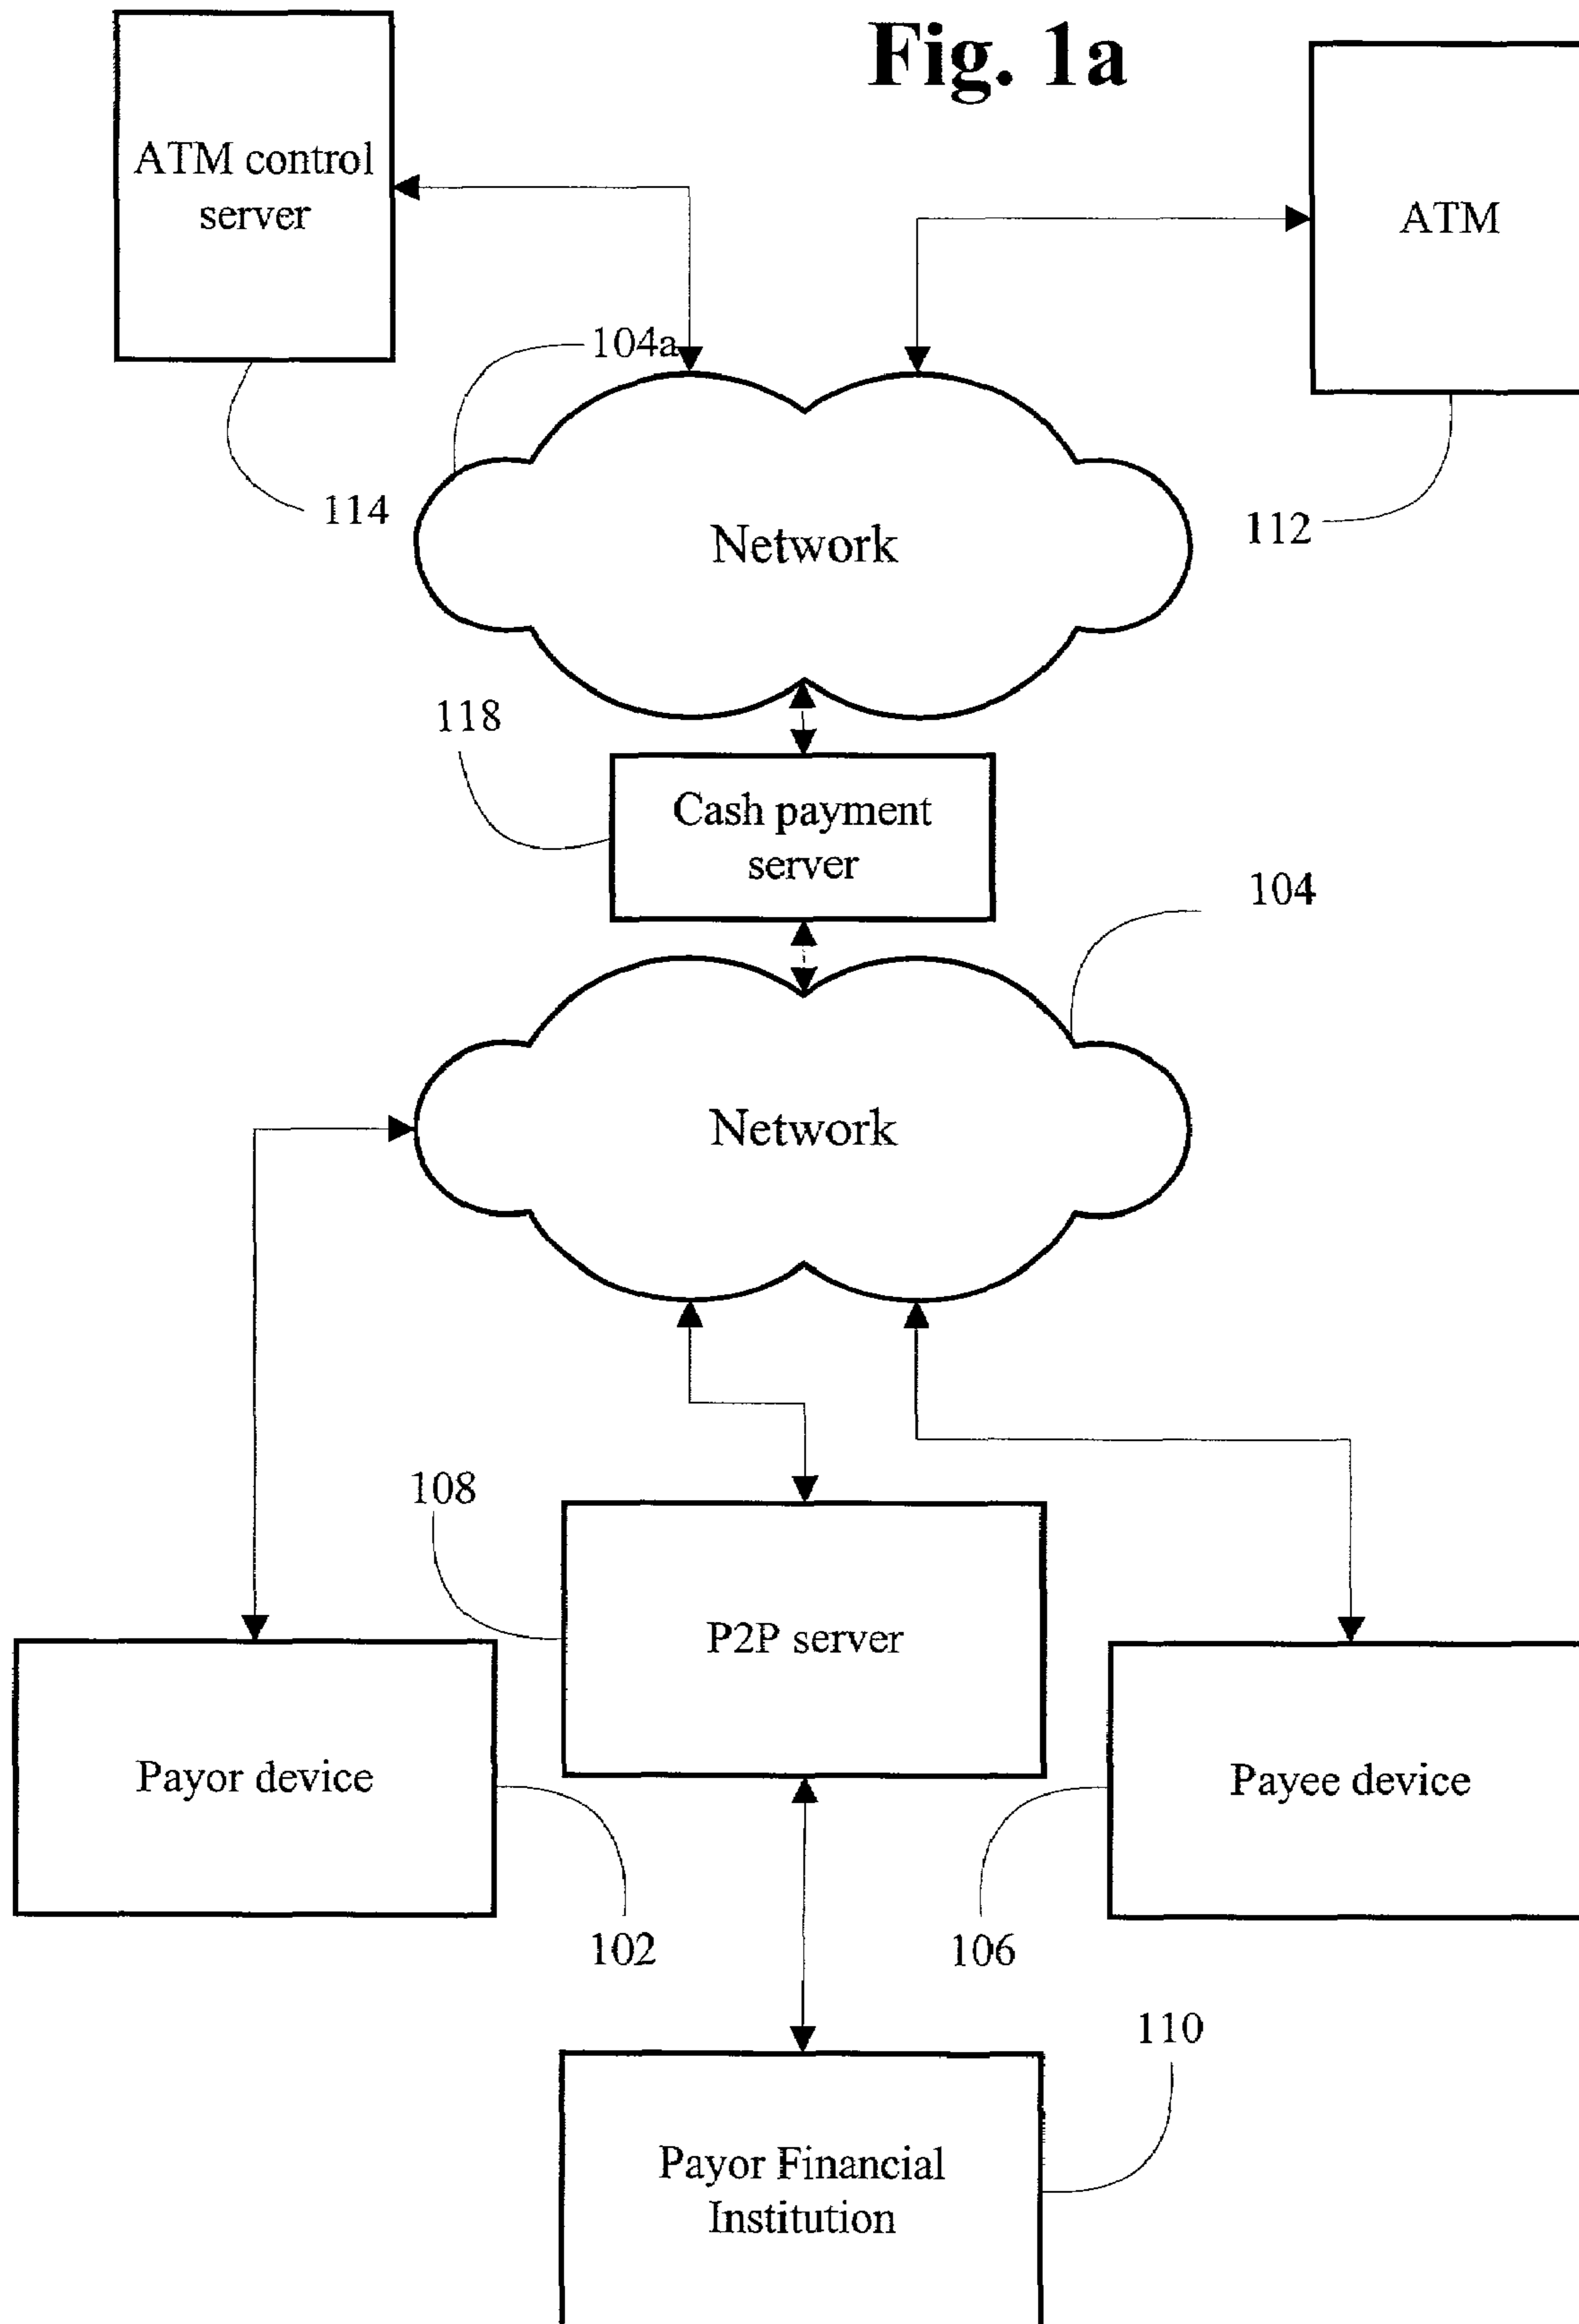 Fig. 1a
ATM control
server
ATM
104a
114
112
Network
118
Cash payment
server
104
Network
108
P2P server
Payor device
Payee device
102
106
110
Payor Financial
Institution